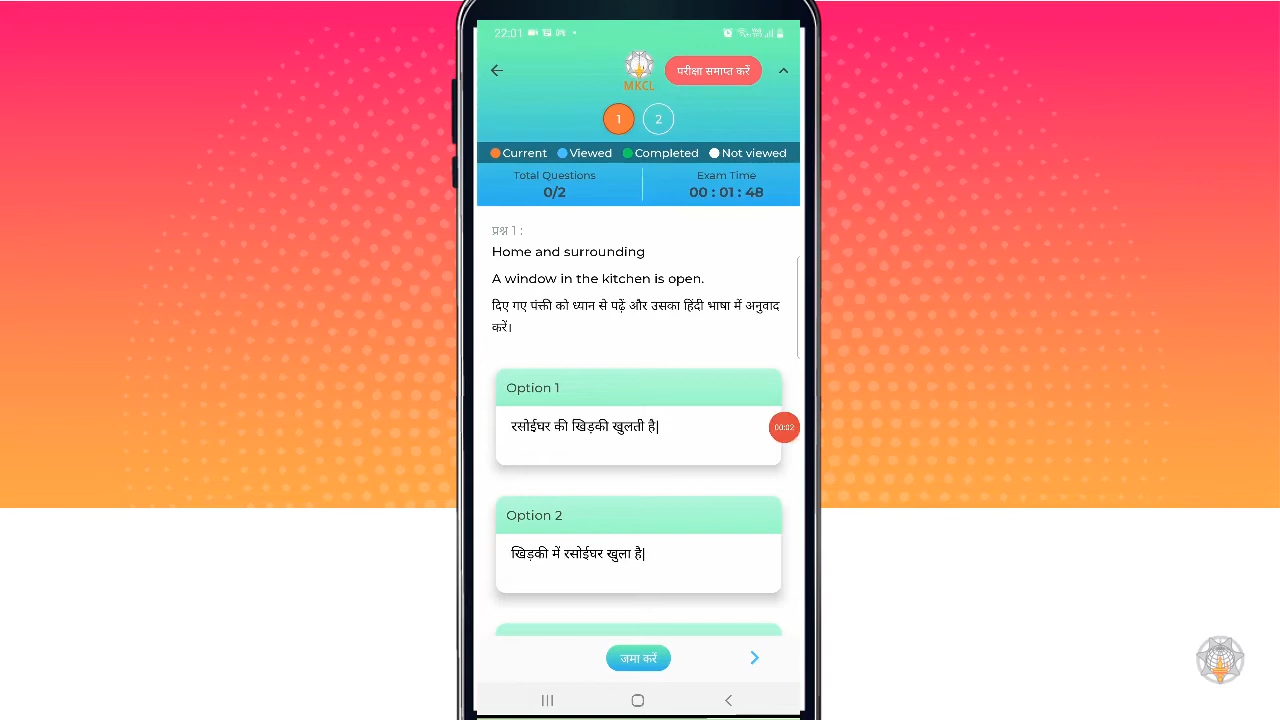 22:01
MKCL
परीक्षा समाप्त करें
1 2
Current Viewed Completed Not viewed
Total Questions Exam Time
0/2 00 : 01 : 48
प्रश्न 1 :
Home and surrounding
A window in the kitchen is open.
दिए गए पंक्ती को ध्यान से पढ़ें और उसका हिंदी भाषा में अनुवाद
करें।
Option 1
रसोईघर की खिड़की खुलती है|
00:02
Option 2
खिड़की में रसोईघर खुला है|
जमा करें